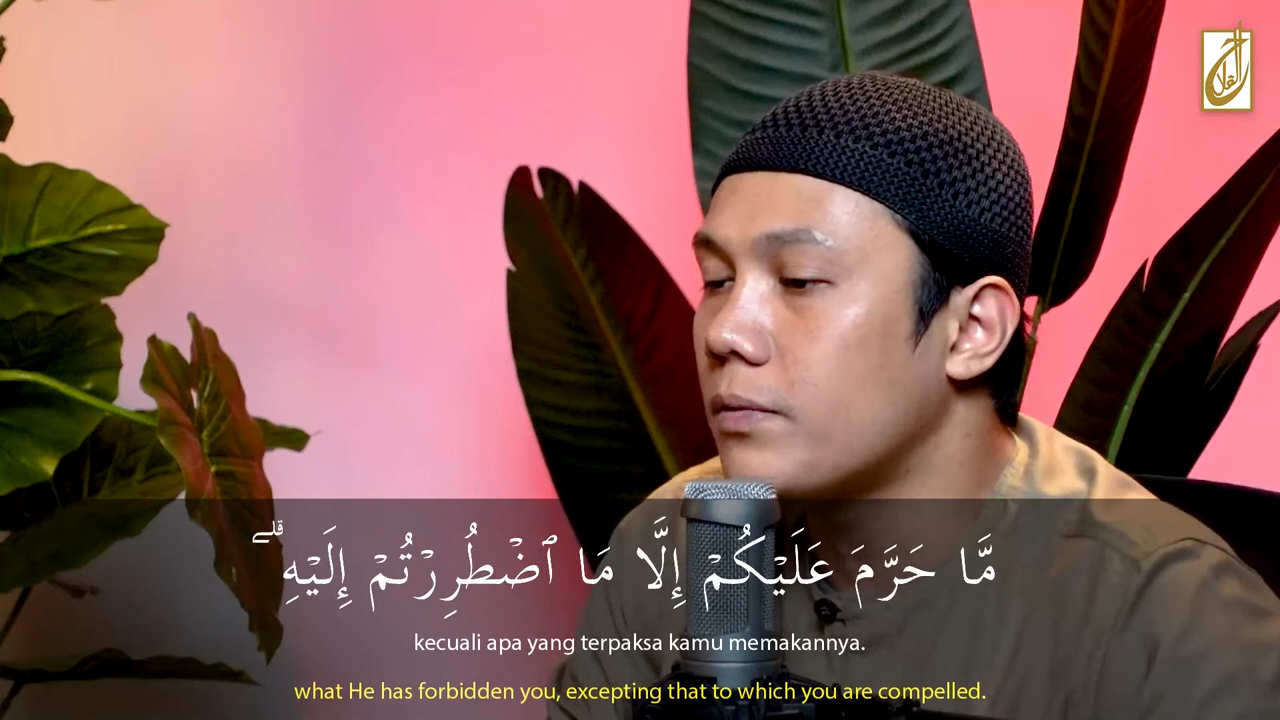 مَّا حَرَّمَ عَلَيْكُمْ إِلَّا مَا ٱضْطُرِرْتُمْ إِلَيْهِ ۗ
kecuali apa yang terpaksa kamu memakannya.
what He has forbidden you, excepting that to which you are compelled.